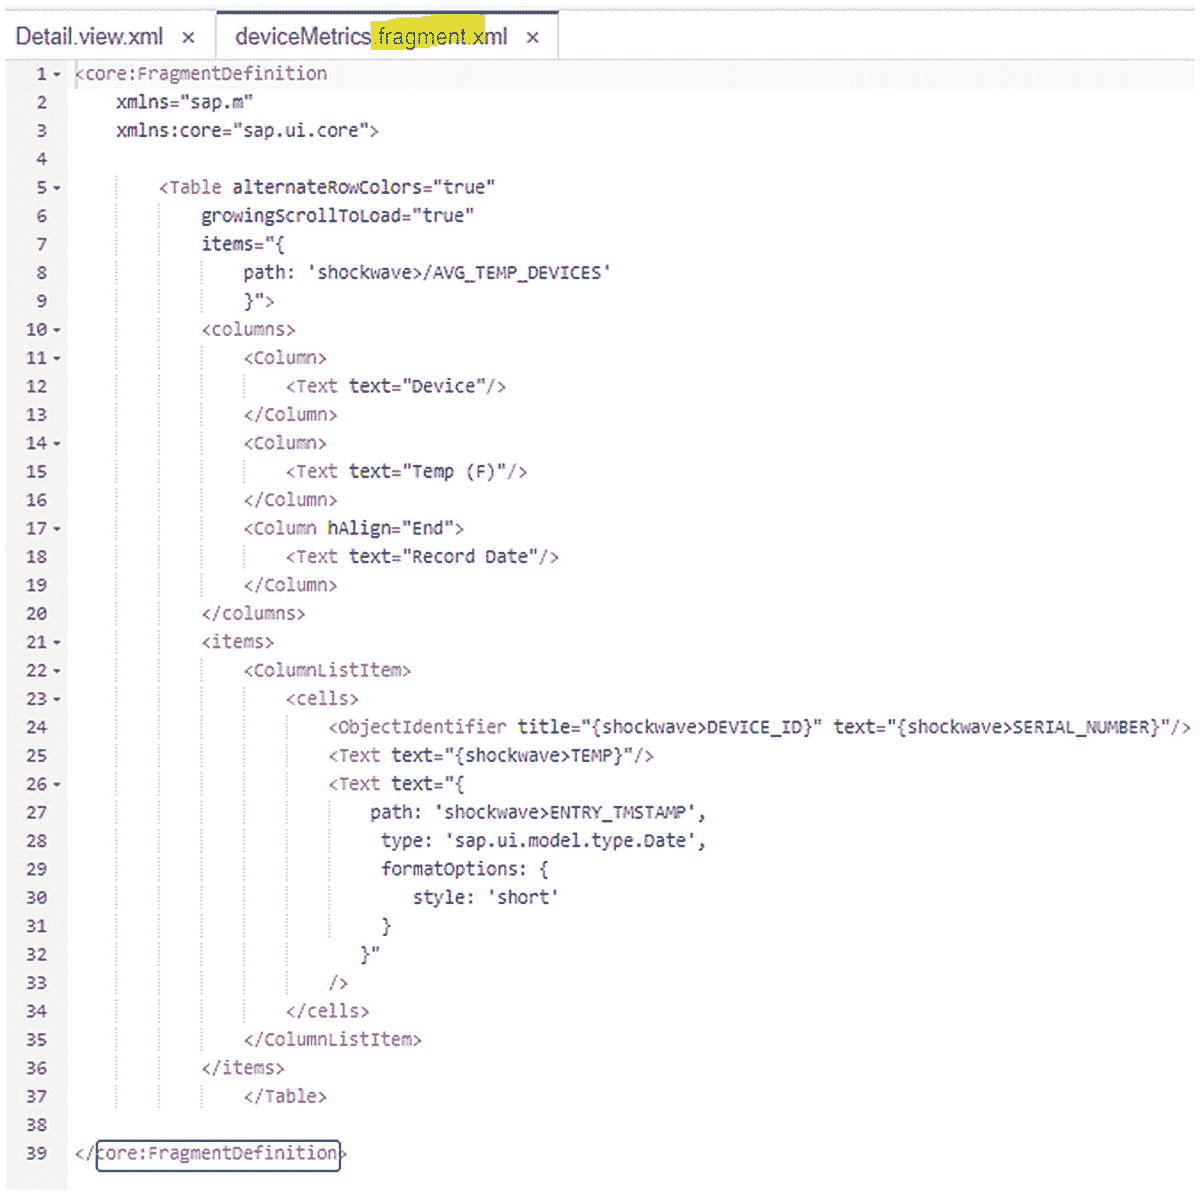 Detail.view.xml × deviceMetrics.fragment.xml ×
1 <core:FragmentDefinition
2 xmlns="sap.m"
3 xmlns:core="sap.ui.core">
4
5 <Table alternateRowColors="true"
6 growingScrollToLoad="true"
7 items="{
8 path: 'shockwave>/AVG_TEMP_DEVICES'
9 }">
10 <columns>
11 <Column>
12 <Text text="Device"/>
13 </Column>
14 <Column>
15 <Text text="Temp (F)"/>
16 </Column>
17 <Column hAlign="End">
18 <Text text="Record Date"/>
19 </Column>
20 </columns>
21 <items>
22 <ColumnListItem>
23 <cells>
24 <ObjectIdentifier title="{shockwave>DEVICE_ID}" text="{shockwave>SERIAL_NUMBER}"/>
25 <Text text="{shockwave>TEMP}"/>
26 <Text text="{
27 path: 'shockwave>ENTRY_TMSTAMP',
28 type: 'sap.ui.model.type.Date',
29 formatOptions: {
30 style: 'short'
31 }
32 }"
33 />
34 </cells>
35 </ColumnListItem>
36 </items>
37 </Table>
38
39 </core:FragmentDefinition>